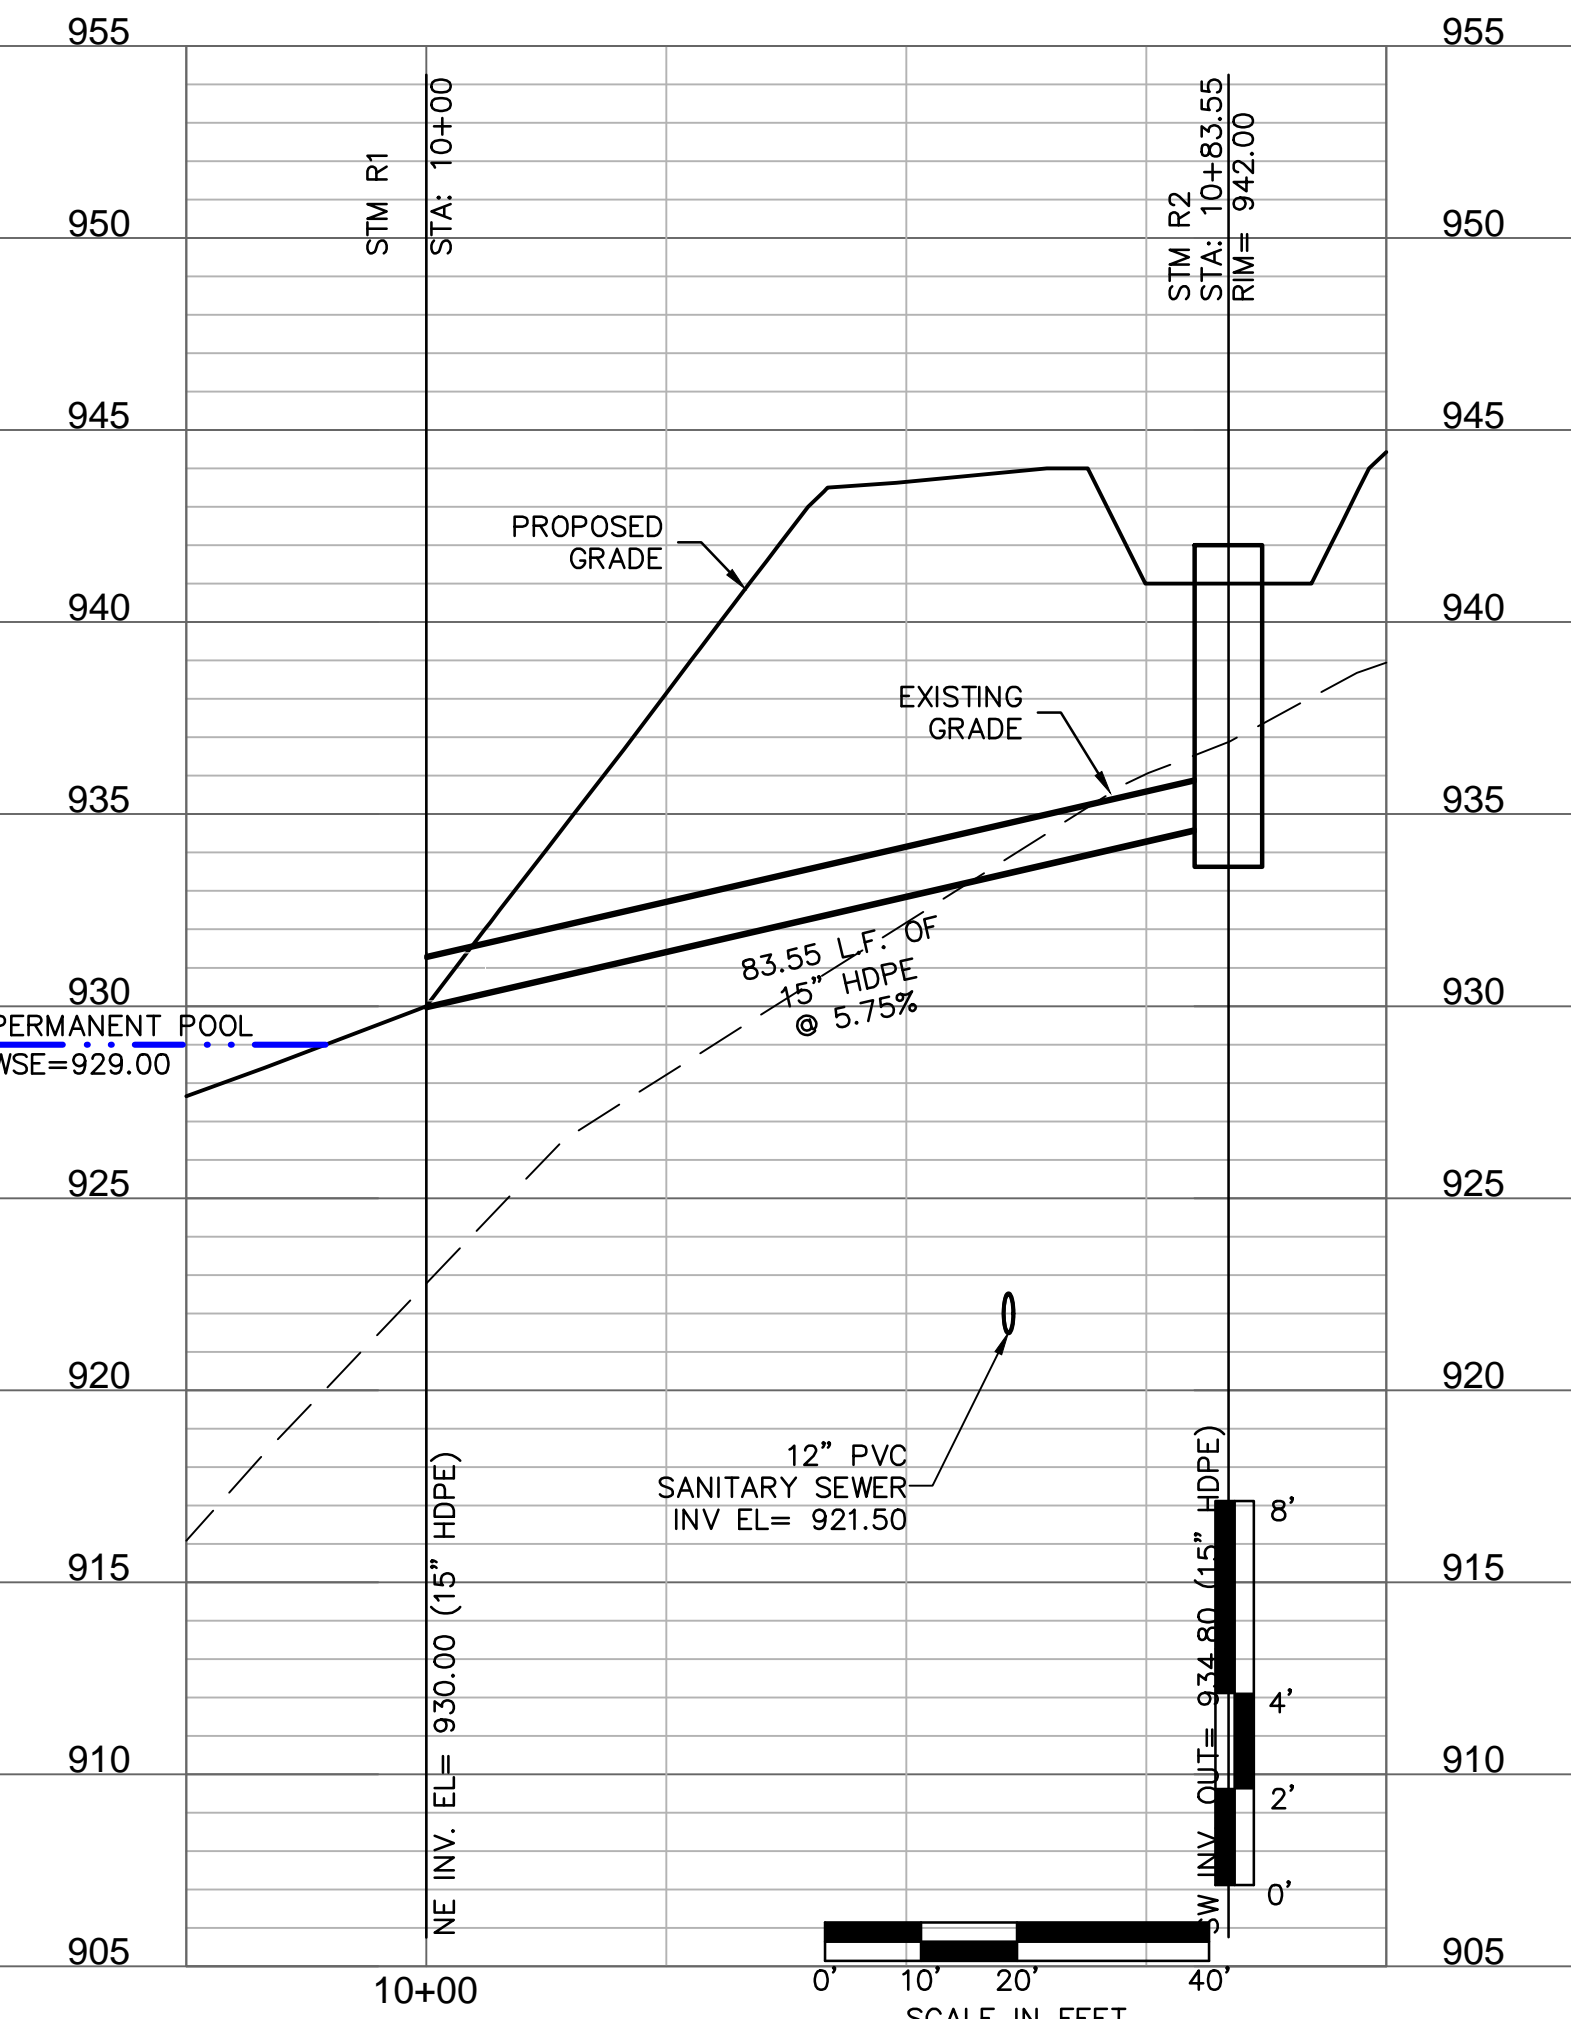 955
955
STM R1
STA: 10+00
STM R2
STA: 10+83.55
RIM= 942.00
950
950
945
945
PROPOSED
GRADE
940
940
EXISTING
GRADE
935
935
83.55 L.F. OF
15" HDPE
@ 5.75%
930
930
PERMANENT POOL
WSE=929.00
925
925
920
920
12" PVC
SANITARY SEWER
INV EL= 921.50
NE INV. EL= 930.00 (15" HDPE)
SW INV OUT= 934.80 (15" HDPE)
8'
4'
2'
0'
915
915
910
910
905
905
10+00
0' 10' 20' 40'
SCALE IN FEET